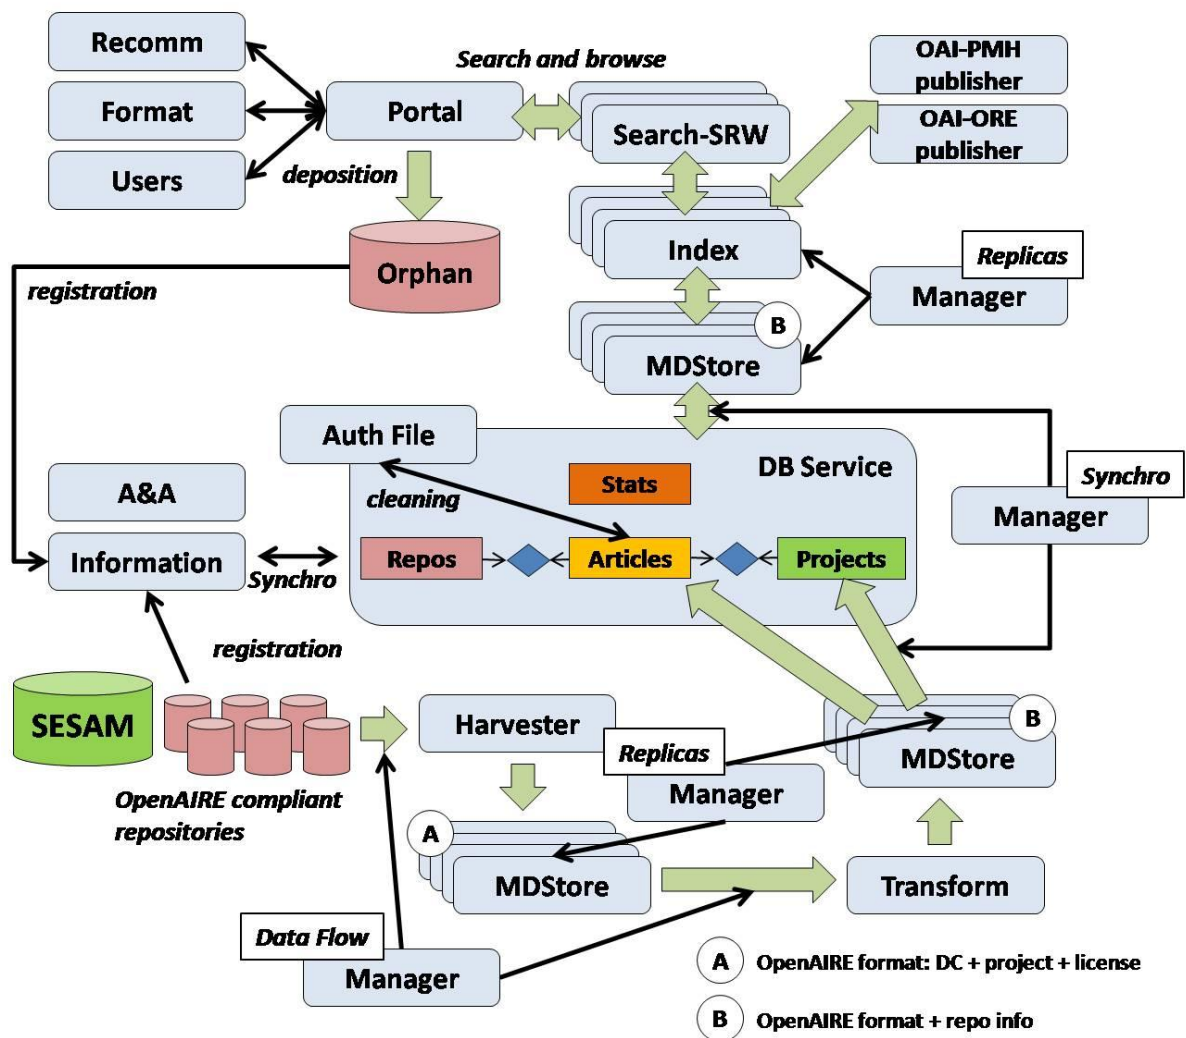 Recomm
Format
Users
Search and browse
Portal
Search-SRW
OAI-PMH
publisher
OAI-ORE
publisher
deposition
Orphan
registration
Index
Replicas
Manager
B
MDStore
Auth File
DB Service
cleaning
Stats
A&A
Information
Synchro
Repos
Articles
Projects
Synchro
Manager
registration
SESAM
OpenAIRE compliant
repositories
Harvester
Replicas
Manager
B
MDStore
A
MDStore
Transform
Data Flow
Manager
A
OpenAIRE format: DC + project + license
B
OpenAIRE format + repo info